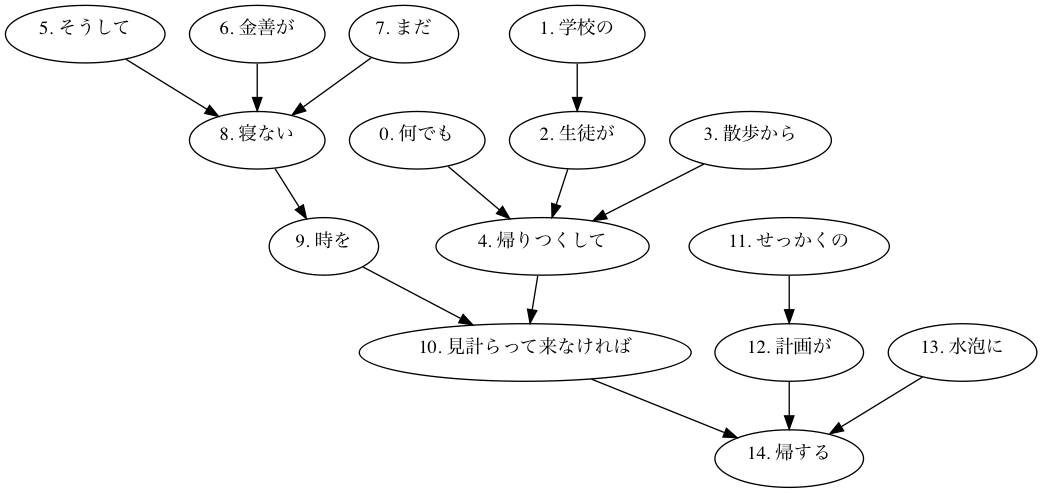 5. そうして
6. 金善が
7. まだ
1. 学校の
8. 寝ない
0. 何でも
2. 生徒が
3. 散歩から
9. 時を
4. 帰りつくして
11. せっかくの
10. 見計らって来なければ
12. 計画が
13. 水泡に
14. 帰する